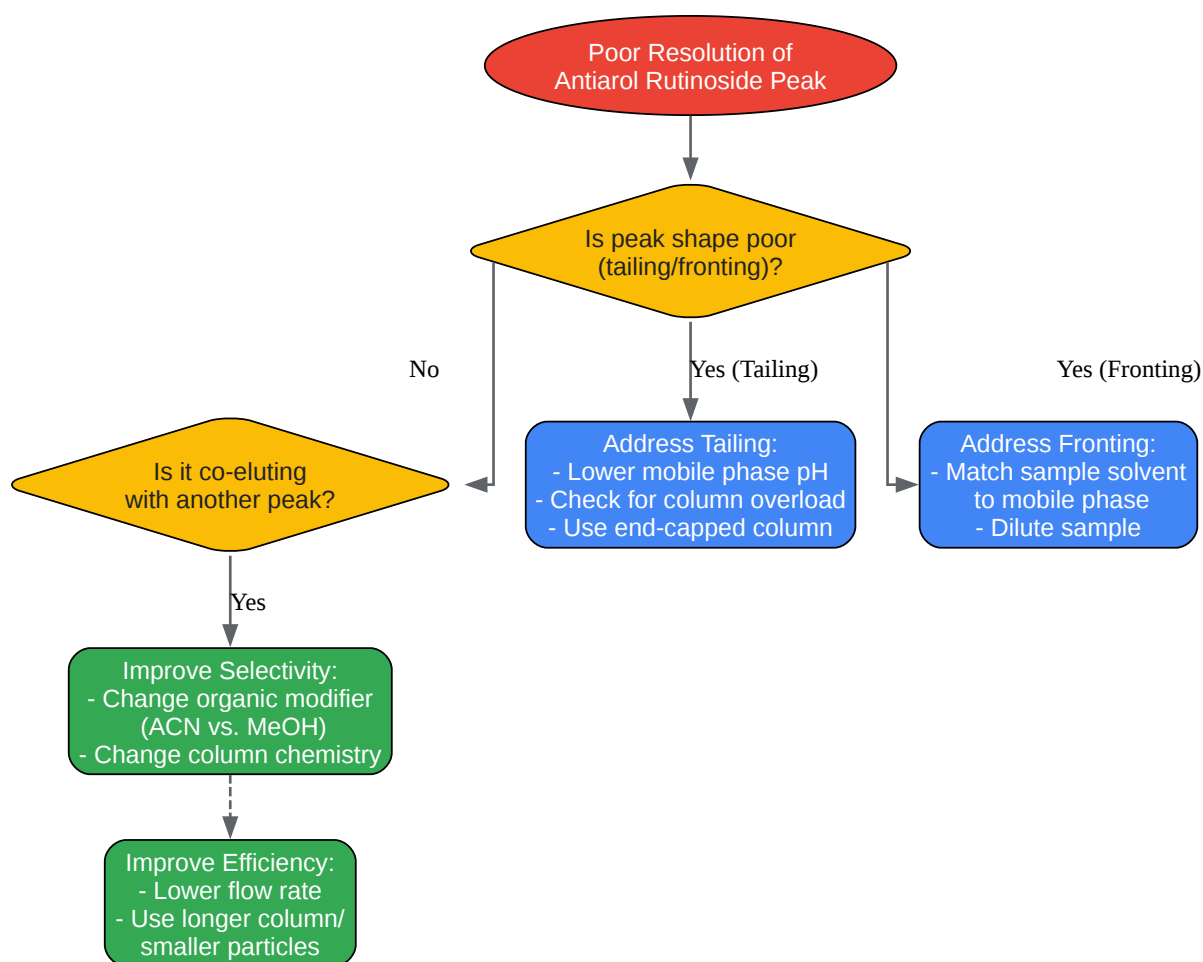 Poor Resolution of
Antiarol Rutinoside Peak
Is peak shape poor
(tailing/fronting)?
No
Yes (Tailing)
Yes (Fronting)
Is it co-eluting
with another peak?
Address Tailing:
- Lower mobile phase pH
- Check for column overload
- Use end-capped column
Address Fronting:
- Match sample solvent
to mobile phase
- Dilute sample
Yes
Improve Selectivity:
- Change organic modifier
(ACN vs. MeOH)
- Change column chemistry
Improve Efficiency:
- Lower flow rate
- Use longer column/
smaller particles